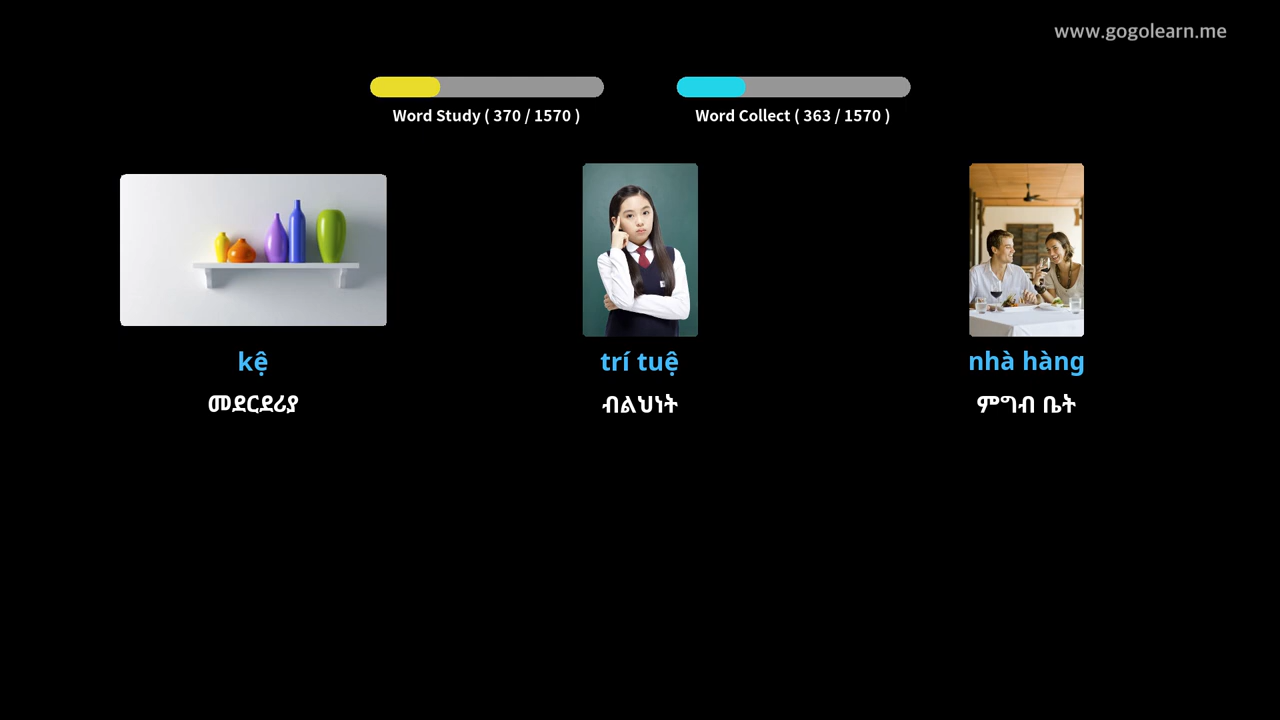 www.gogolearn.me
Word Study ( 370 / 1570 )
Word Collect ( 363 / 1570 )
kệ
trí tuệ
nhà hàng
መደርደሪያ
ብልህነት
ምግብ ቤት